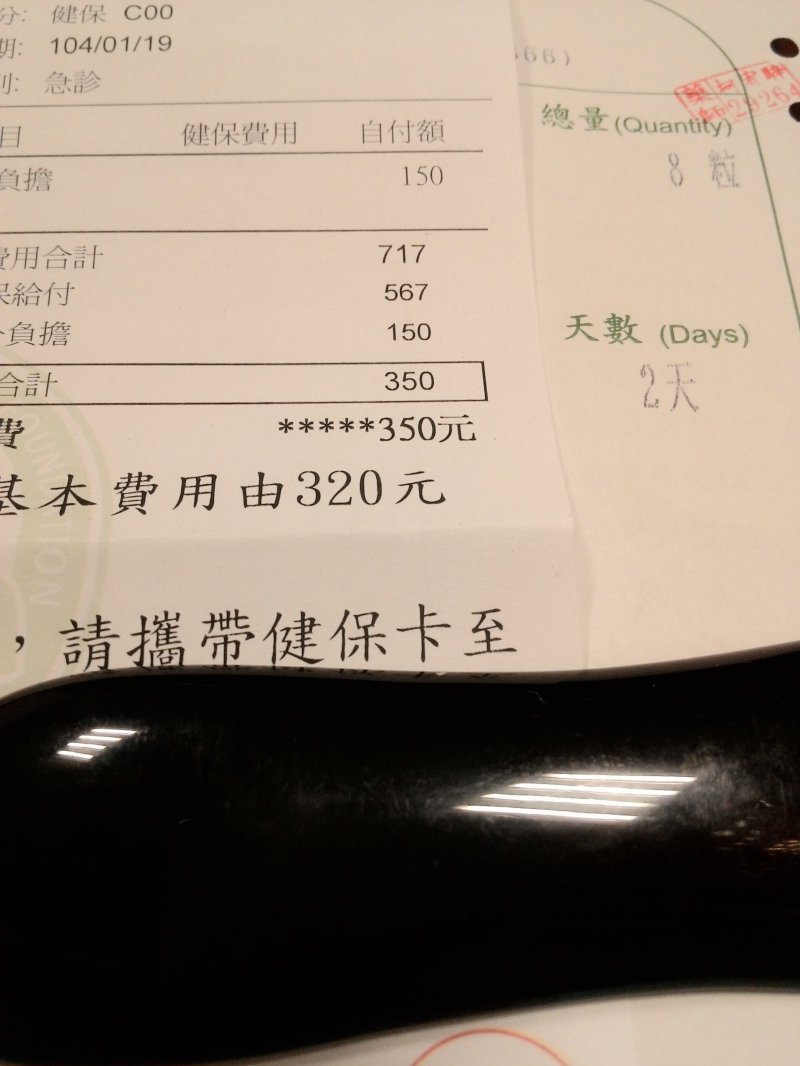 分: 健保 C00
期: 104/01/19
別: 急診
目 健保費用 自付額
負擔 150
費用合計 717
保給付 567
負擔 150
合計 350
費 *****350元
基本費用由320元
，請攜帶健保卡至
66)
總量(Quantity)
8 粒
天數 (Days)
2天